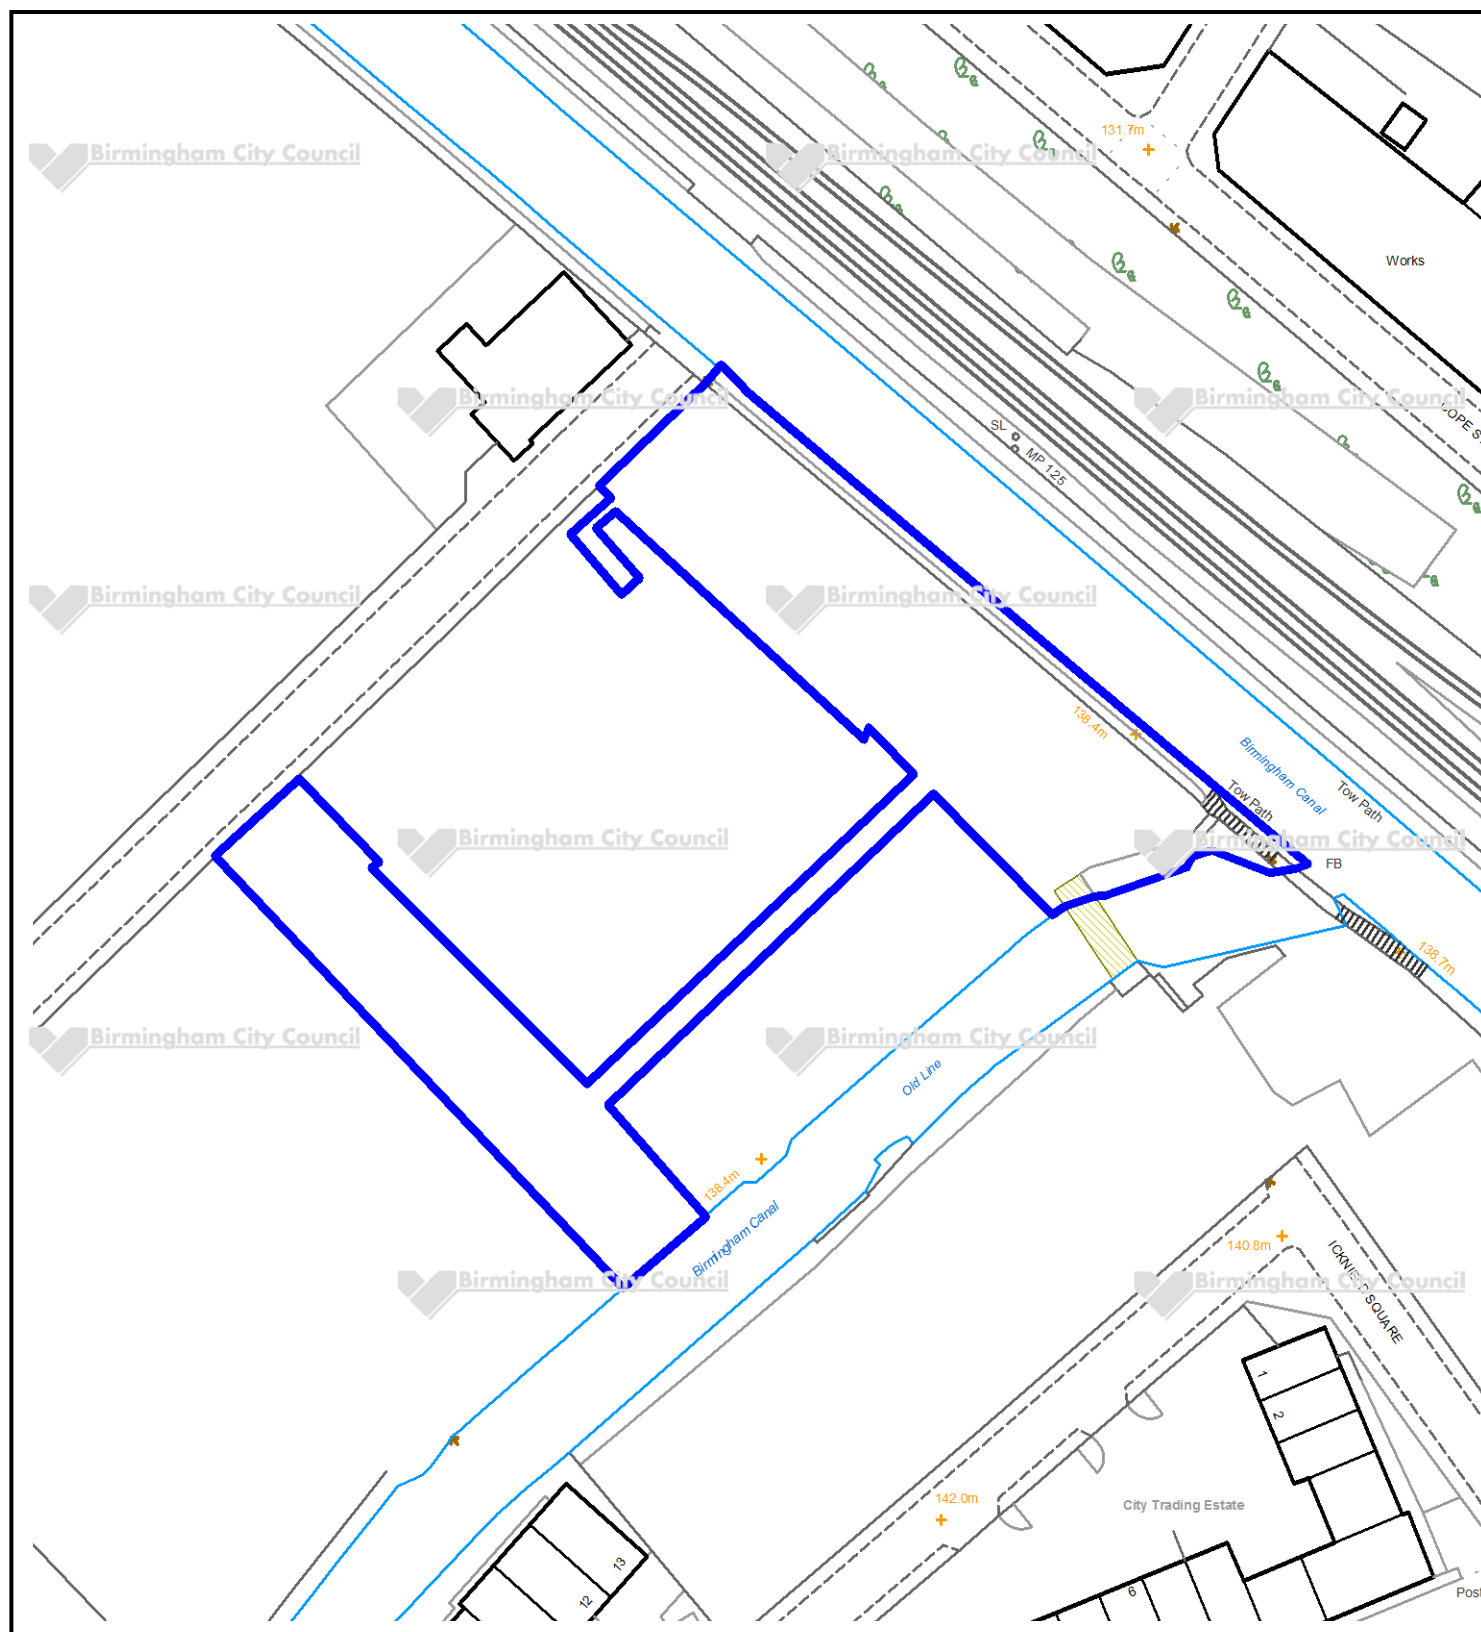 131.7m
Birmingham City Council
Birmingham City Council
Works
Birmingham City Council
Birmingham City Council
SL
MP 125
Birmingham City Council
Birmingham City Council
138.4m
Birmingham Canal
Tow Path
Tow Path
Birmingham City Council
Birmingham City Council
FB
138.7m
Birmingham City Council
Birmingham City Council
Old Line
138.4m
Birmingham Canal
140.8m
ICKNIELD SQUARE
Birmingham City Council
Birmingham City Council
1
2
142.0m
City Trading Estate
13
12
6